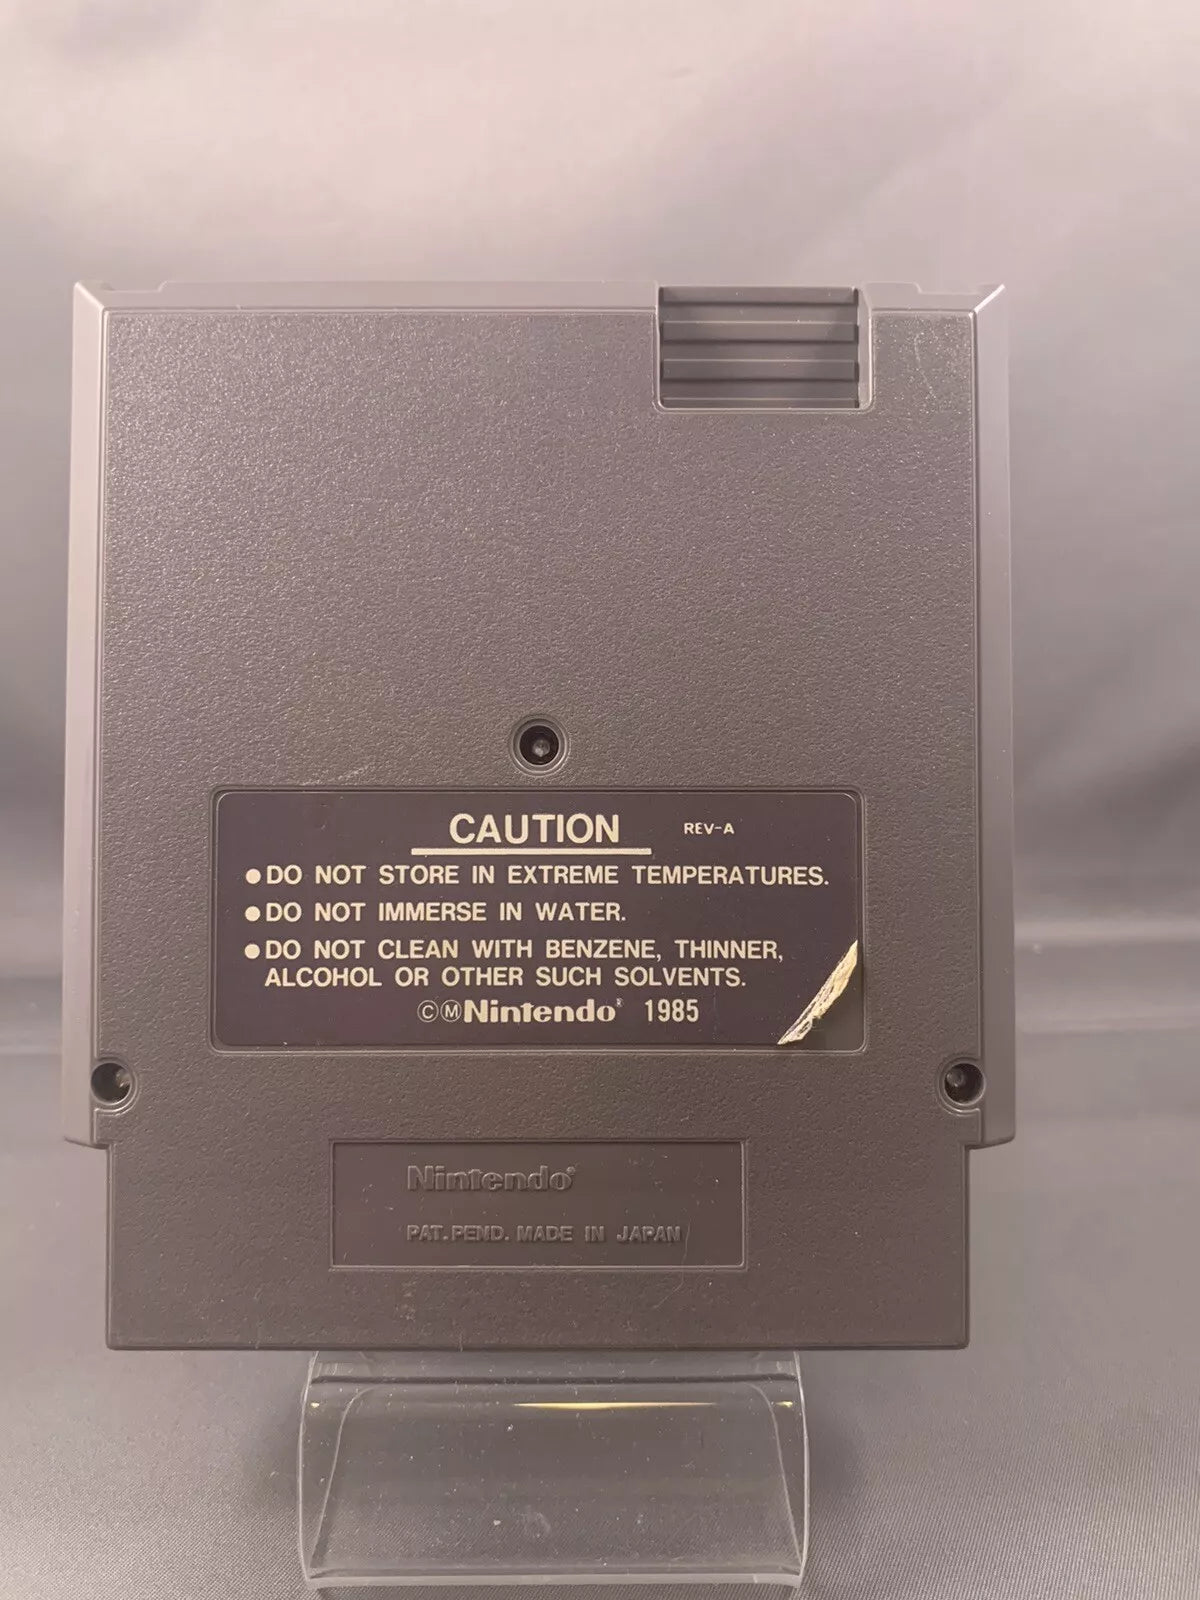 CAUTION REV-A
●DO NOT STORE IN EXTREME TEMPERATURES.
●DO NOT IMMERSE IN WATER.
●DO NOT CLEAN WITH BENZENE, THINNER,
ALCOHOL OR OTHER SUCH SOLVENTS.
ⒸⓂNintendo® 1985
Nintendo®
PAT. PEND. MADE IN JAPAN